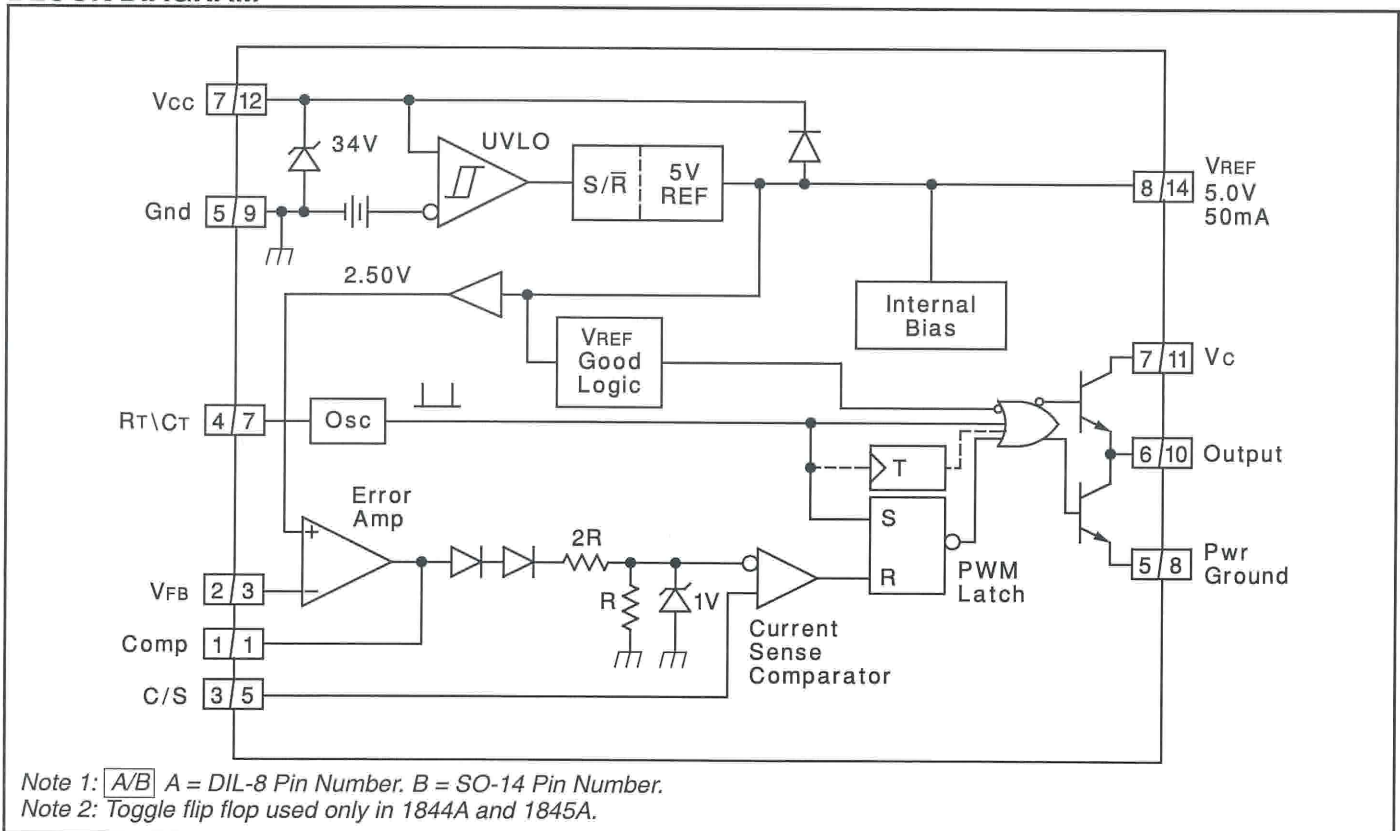 Vcc 7/12
34V
UVLO
S/R̅
5V
REF
8/14
VREF
5.0V
50mA
Gnd 5/9
2.50V
Internal
Bias
VREF
Good
Logic
7/11 Vc
RT\CT 4/7
Osc
T
6/10 Output
Error
Amp
+
−
2R
R
1V
S
R
PWM
Latch
5/8
Pwr
Ground
VFB 2/3
Comp 1/1
Current
Sense
Comparator
C/S 3/5
Note 1: A/B A = DIL-8 Pin Number. B = SO-14 Pin Number.
Note 2: Toggle flip flop used only in 1844A and 1845A.